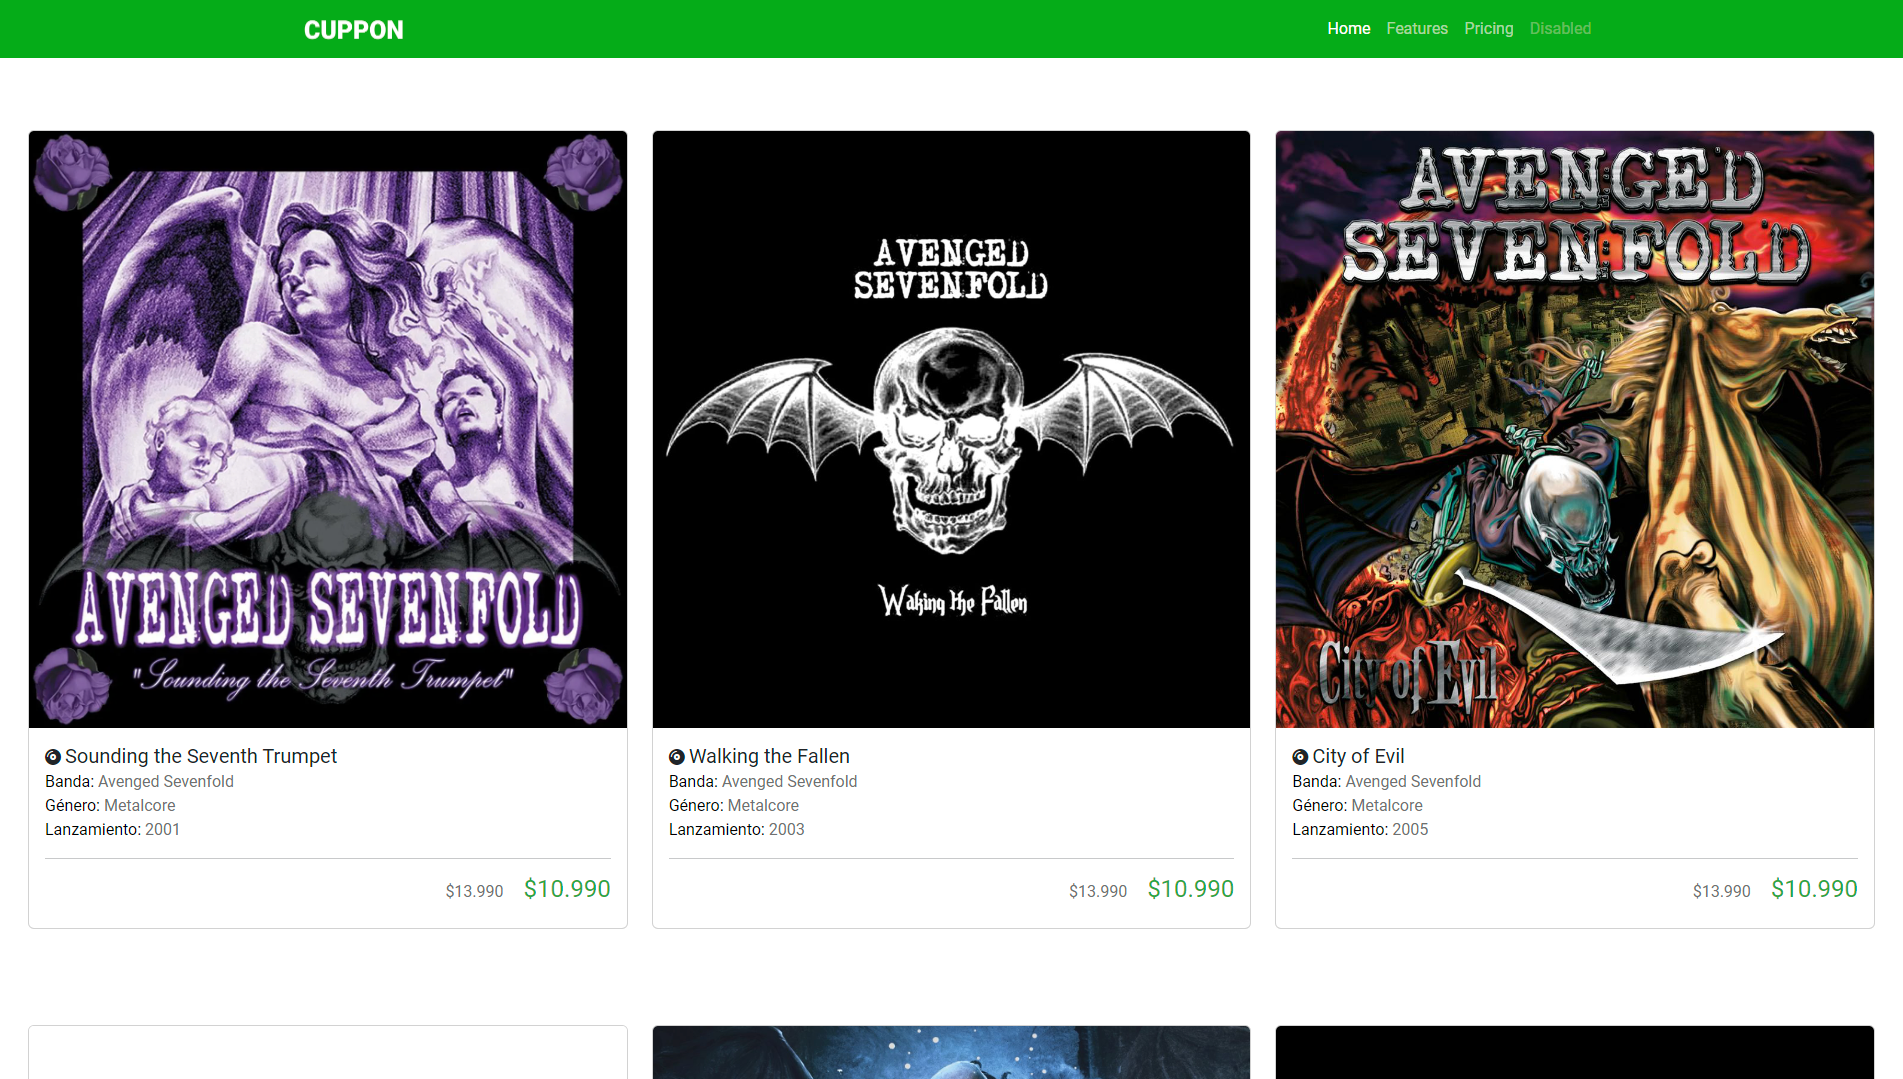 CUPPON
Home Features Pricing Disabled
AVENGED SEVENFOLD
"Sounding the Seventh Trumpet"
AVENGED
SEVENFOLD
Waking the Fallen
AVENGED
SEVENFOLD
City of Evil
Sounding the Seventh Trumpet
Banda: Avenged Sevenfold
Género: Metalcore
Lanzamiento: 2001
$13.990 $10.990
Walking the Fallen
Banda: Avenged Sevenfold
Género: Metalcore
Lanzamiento: 2003
$13.990 $10.990
City of Evil
Banda: Avenged Sevenfold
Género: Metalcore
Lanzamiento: 2005
$13.990 $10.990